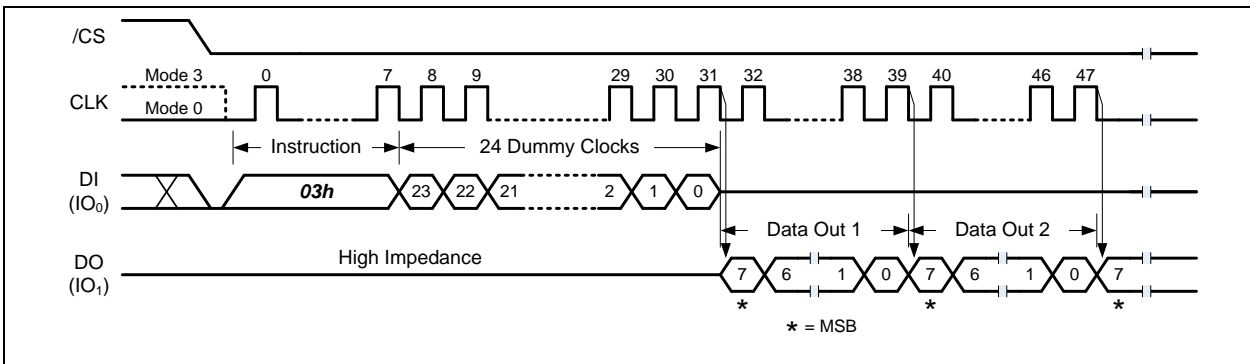 /CS
Mode 3
0 7 8 9 29 30 31 32 38 39 40 46 47
CLK
Mode 0
Instruction 24 Dummy Clocks
DI
(IO0)
03h 23 22 21 2 1 0
Data Out 1 Data Out 2
High Impedance
DO
(IO1)
7 6 1 0 7 6 1 0 7
* * *
* = MSB